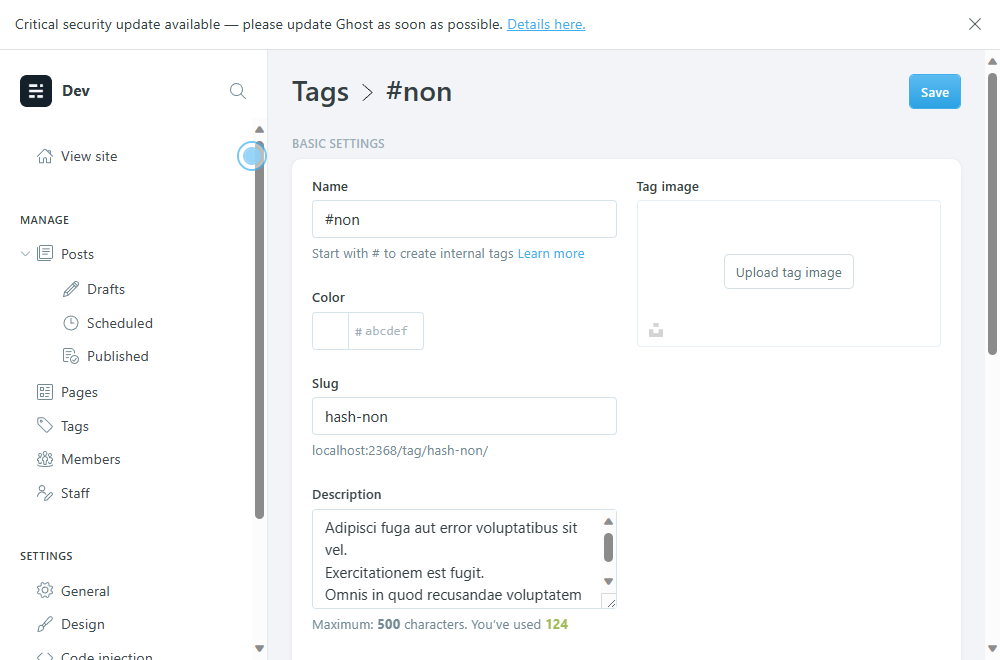 Critical security update available — please update Ghost as soon as possible. Details here.
Dev
View site
MANAGE
Posts
Drafts
Scheduled
Published
Pages
Tags
Members
Staff
SETTINGS
General
Design
Code injection
Tags > #non
Save
BASIC SETTINGS
Name
#non
Start with # to create internal tags Learn more
Color
# abcdef
Slug
hash-non
localhost:2368/tag/hash-non/
Description
Adipisci fuga aut error voluptatibus sit
vel.
Exercitationem est fugit.
Omnis in quod recusandae voluptatem
Maximum: 500 characters. You've used 124
Tag image
Upload tag image